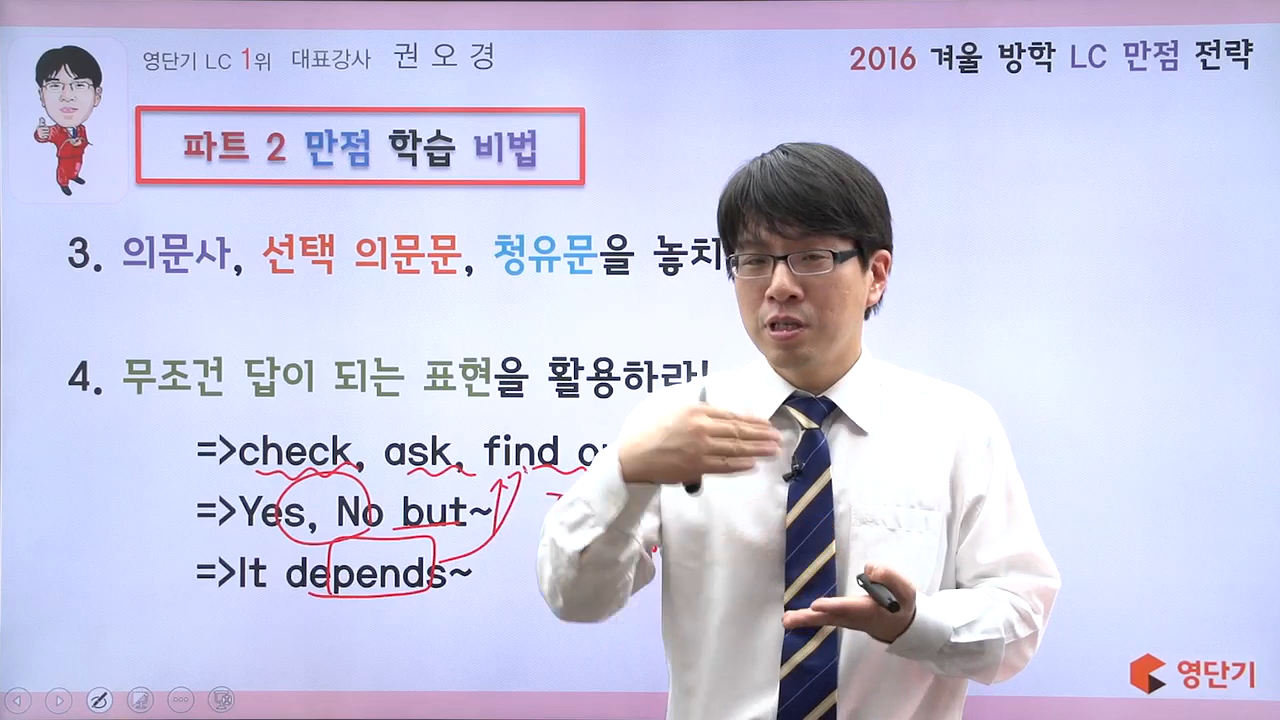 영단기 LC 1위 대표강사 권 오 경
2016 겨울 방학 LC 만점 전략
파트 2 만점 학습 비법
3. 의문사, 선택 의문문, 청유문을 놓치
4. 무조건 답이 되는 표현을 활용하라!
=>check, ask, find
=>Yes, No but~
=>It depends~
영단기